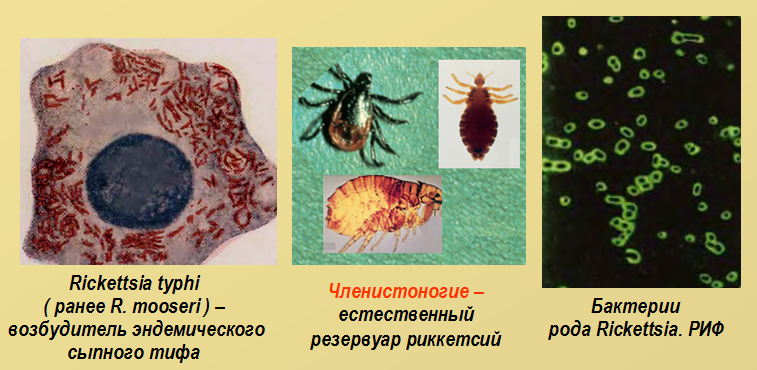 Rickettsia typhi
( ранее R. mooseri ) –
возбудитель эндемического
сыпного тифа
Членистоногие –
естественный
резервуар риккетсий
Бактерии
рода Rickettsia. РИФ